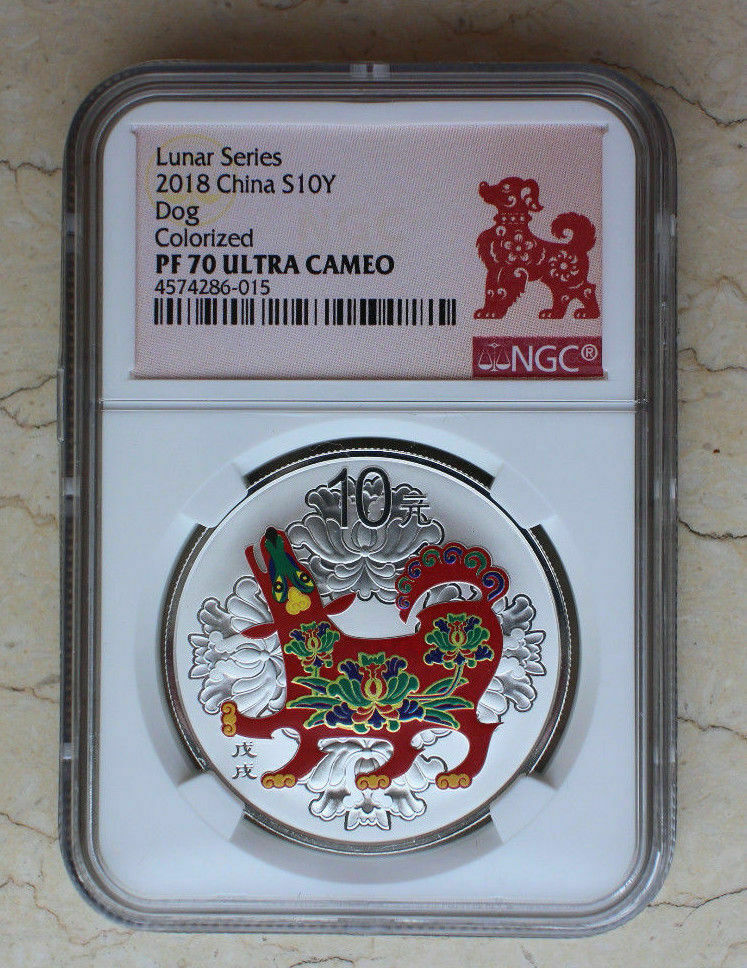 Lunar Series
2018 China S10Y
Dog
Colorized
PF 70 ULTRA CAMEO
4574286-015
NGC®
10元
戊
戌